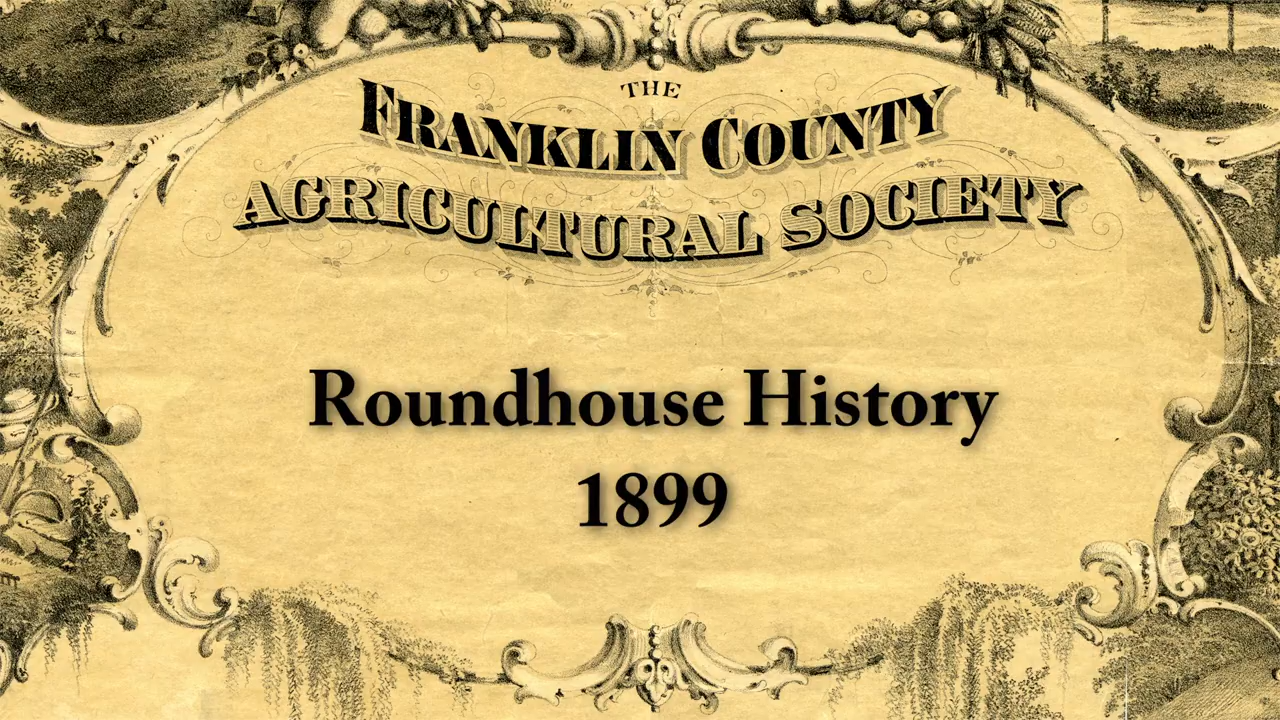 THE
FRANKLIN COUNTY
AGRICULTURAL SOCIETY
Roundhouse History
1899